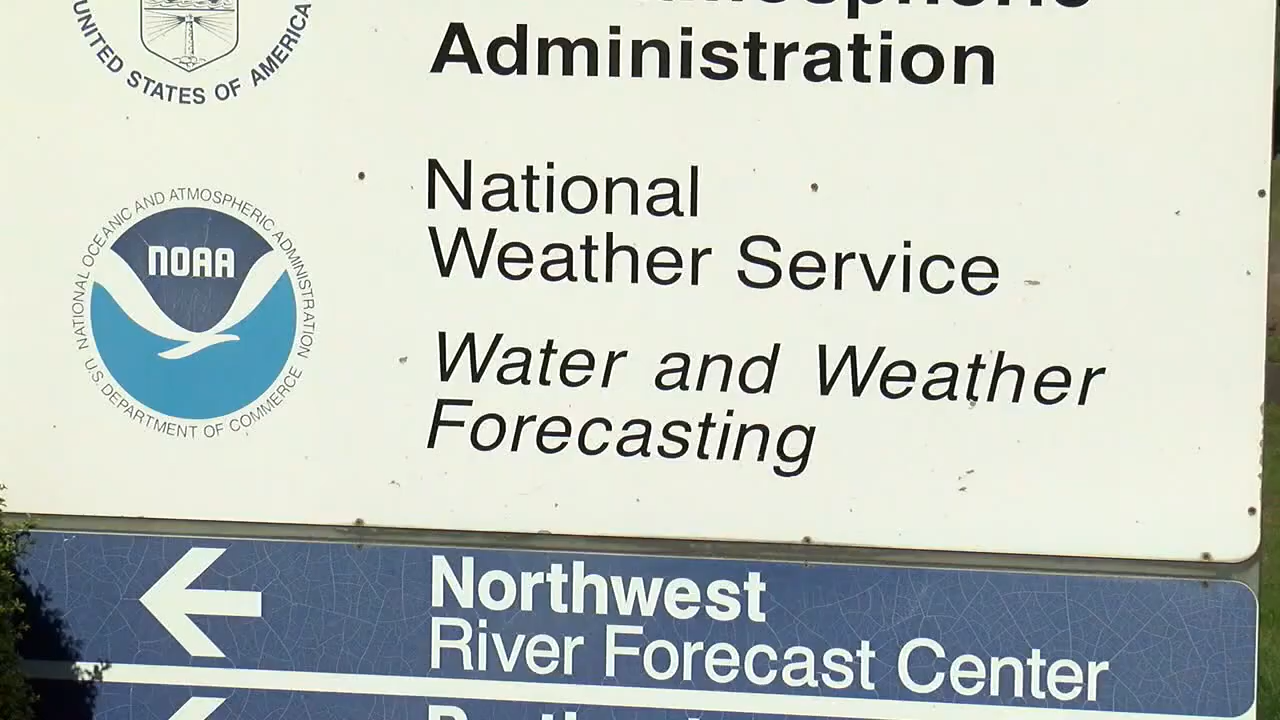 Administration
UNITED STATES OF AMERICA
National
Weather Service
NATIONAL OCEANIC AND ATMOSPHERIC ADMINISTRATION
NOAA
U.S. DEPARTMENT OF COMMERCE
Water and Weather
Forecasting
Northwest
River Forecast Center